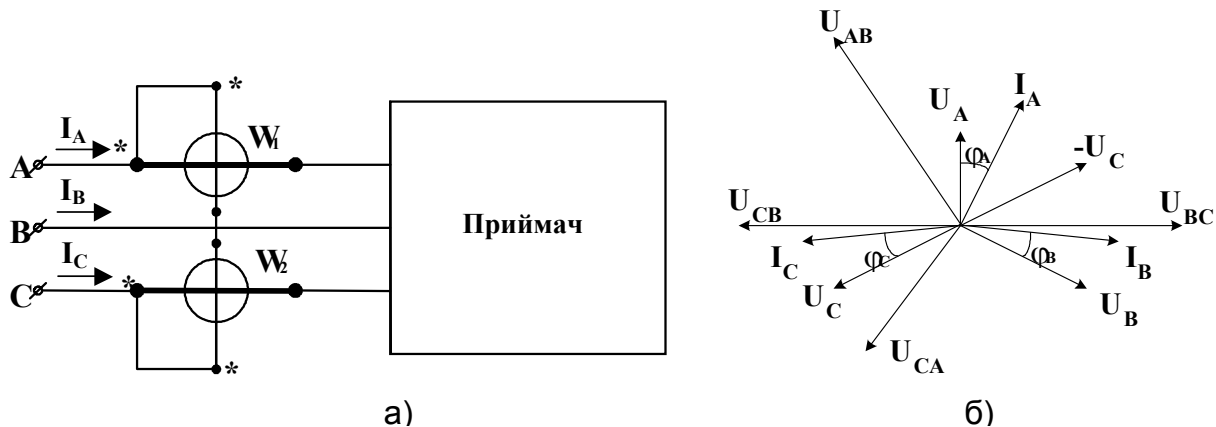 *
I_A
*
W_1
A
I_B
B
Приймач
I_C
*
W_2
C
*
а)
U_AB
U_A
I_A
φ_A
-U_C
U_CB
U_BC
I_C
φ_C
φ_B
I_B
U_C
U_B
U_CA
б)